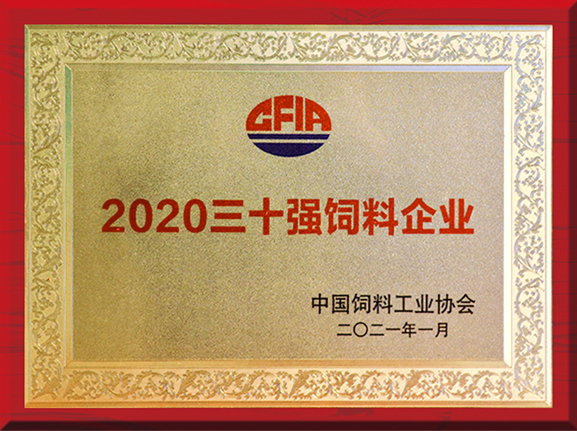 CFIA
2020三十强饲料企业
中国饲料工业协会
二〇二一年一月